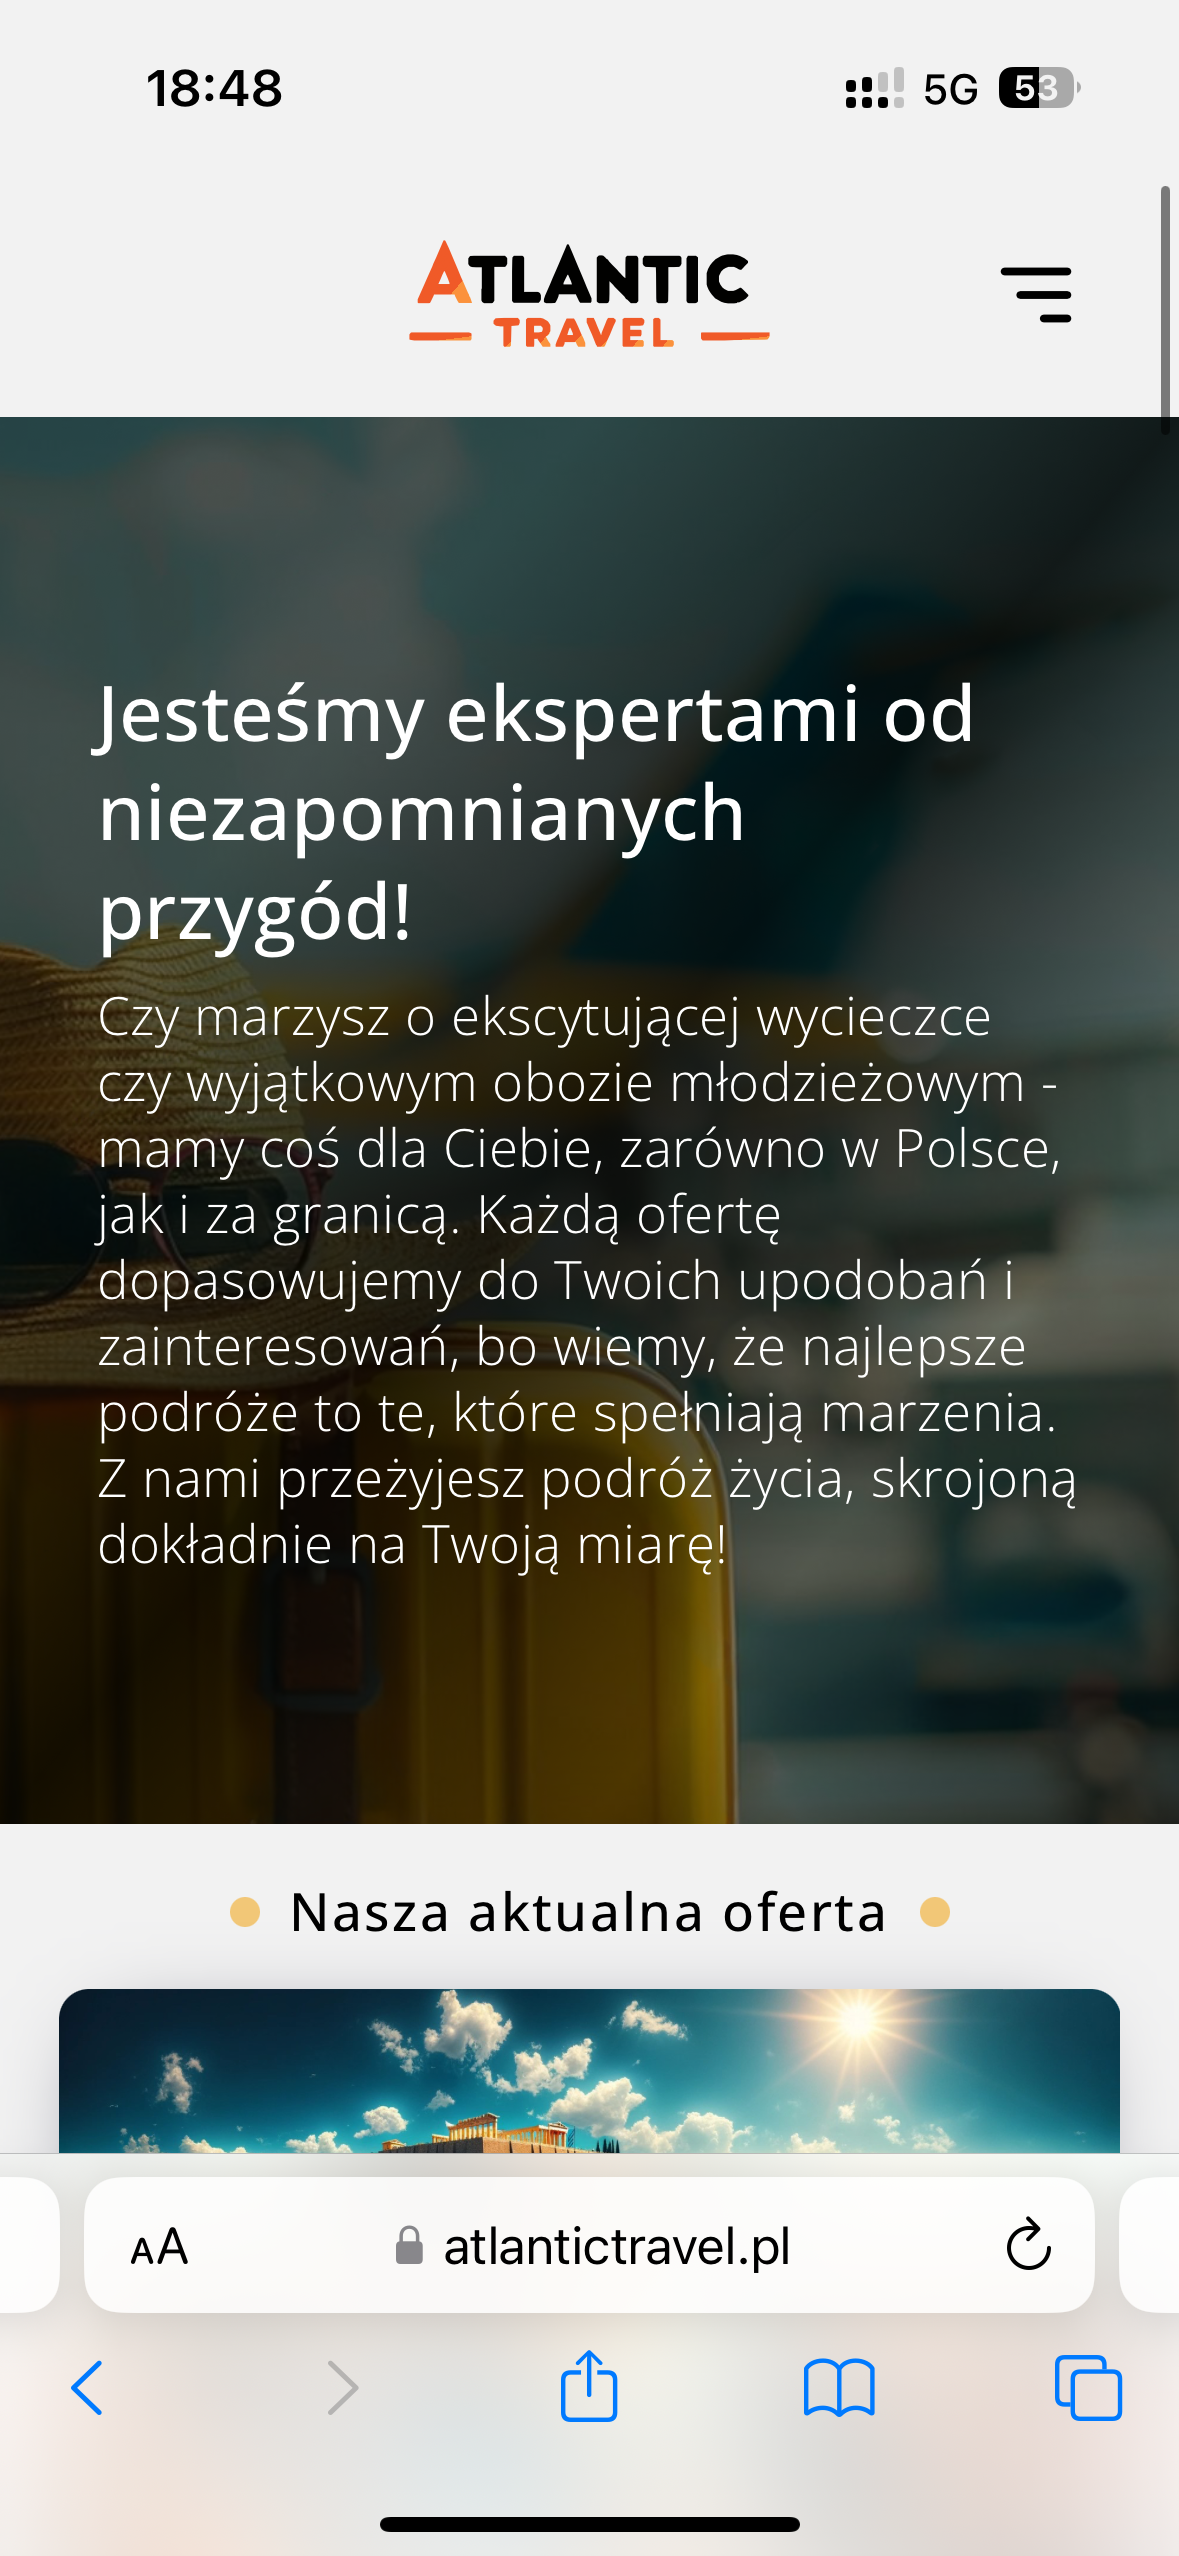 18:48 5G 53
ATLANTIC
TRAVEL
Jesteśmy ekspertami od
niezapomnianych
przygód!
Czy marzysz o ekscytującej wycieczce
czy wyjątkowym obozie młodzieżowym -
mamy coś dla Ciebie, zarówno w Polsce,
jak i za granicą. Każdą ofertę
dopasowujemy do Twoich upodobań i
zainteresowań, bo wiemy, że najlepsze
podróże to te, które spełniają marzenia.
Z nami przeżyjesz podróż życia, skrojoną
dokładnie na Twoją miarę!
Nasza aktualna oferta
AA atlantictravel.pl